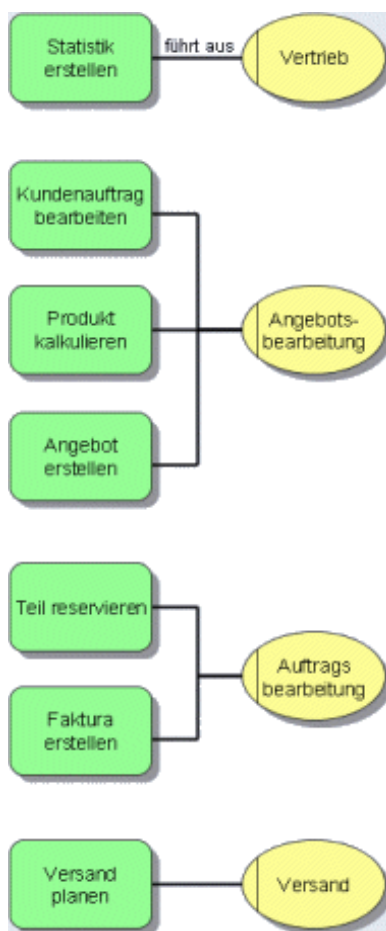 Statistik
erstellen
führt aus
Vertrieb
Kundenauftrag
bearbeiten
Produkt
kalkulieren
Angebots-
bearbeitung
Angebot
erstellen
Teil reservieren
Auftrags
bearbeitung
Faktura
erstellen
Versand
planen
Versand